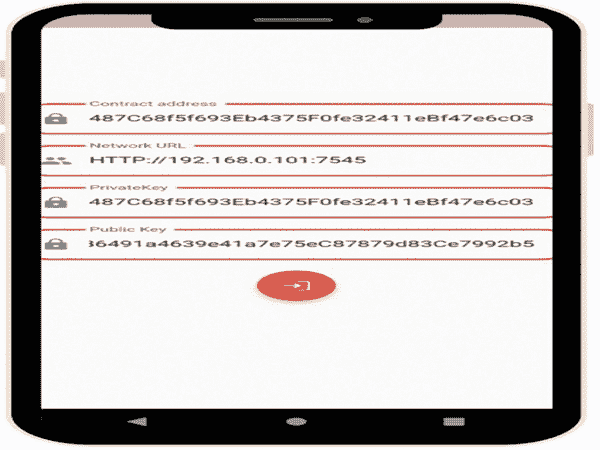 Contract address
487C68f5f693Eb4375F0fe32411eBf47e6c03
Network URL
HTTP://192.168.0.101:7545
PrivateKey
487C68f5f693Eb4375F0fe32411eBf47e6c03
Public Key
36491a4639e41a7e75eC87879d83Ce7992b5